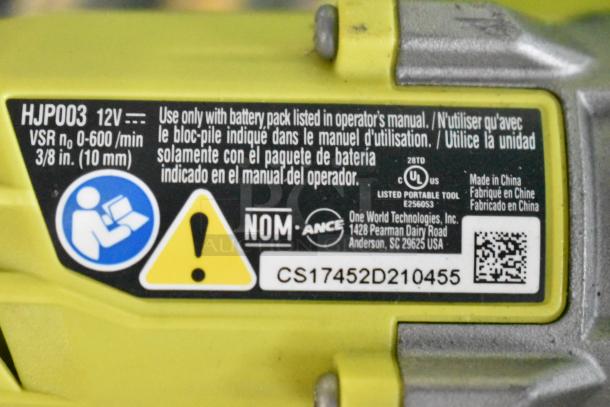 HJP003 12V
VSR n₀ 0-600 /min
3/8 in. (10 mm)
Use only with battery pack listed in operator's manual. / N'utiliser qu'avec
le bloc-pile indiqué dans le manuel d'utilisation. / Utilice la unidad
solamente con el paquete de bateria
indicado en el manual del operador.
28TD
C UL US
LISTED PORTABLE TOOL
E256053
Made in China
Fabriqué en Chine
Fabricado en China
NOM - ANCE
One World Technologies, Inc.
1428 Pearman Dairy Road
Anderson, SC 29625 USA
CS17452D210455